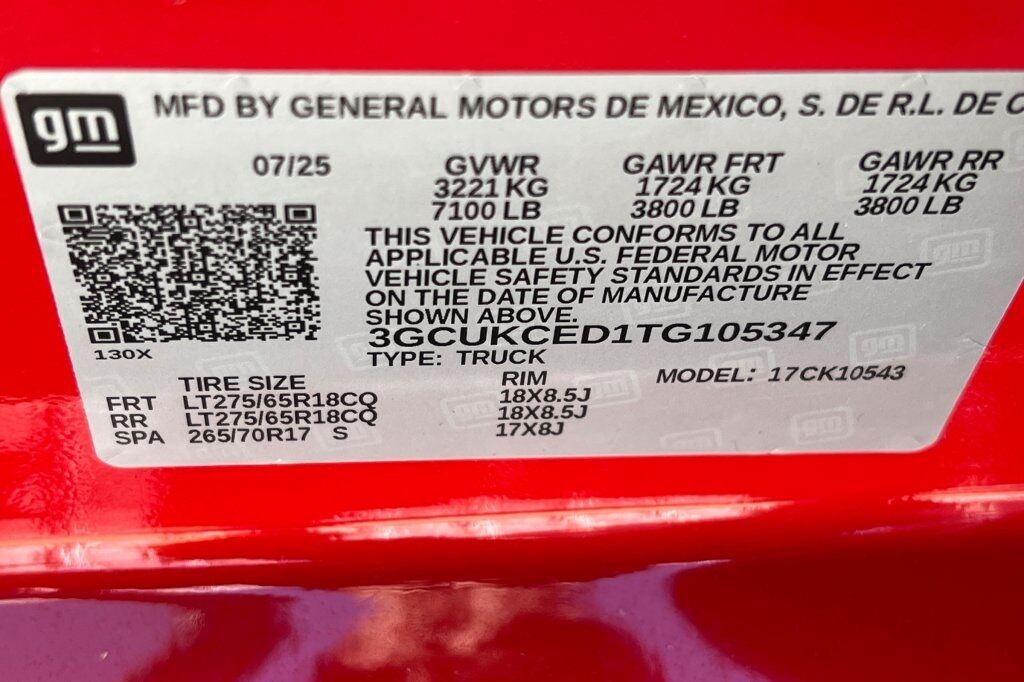 gm
MFD BY GENERAL MOTORS DE MEXICO, S. DE R.L. DE C
07/25 GVWR GAWR FRT GAWR RR
3221 KG 1724 KG 1724 KG
7100 LB 3800 LB 3800 LB
THIS VEHICLE CONFORMS TO ALL
APPLICABLE U.S. FEDERAL MOTOR
VEHICLE SAFETY STANDARDS IN EFFECT
ON THE DATE OF MANUFACTURE
SHOWN ABOVE.
3GCUKCED1TG105347
130X
TYPE: TRUCK
TIRE SIZE RIM MODEL: 17CK10543
FRT LT275/65R18CQ 18X8.5J
RR LT275/65R18CQ 18X8.5J
SPA 265/70R17 S 17X8J